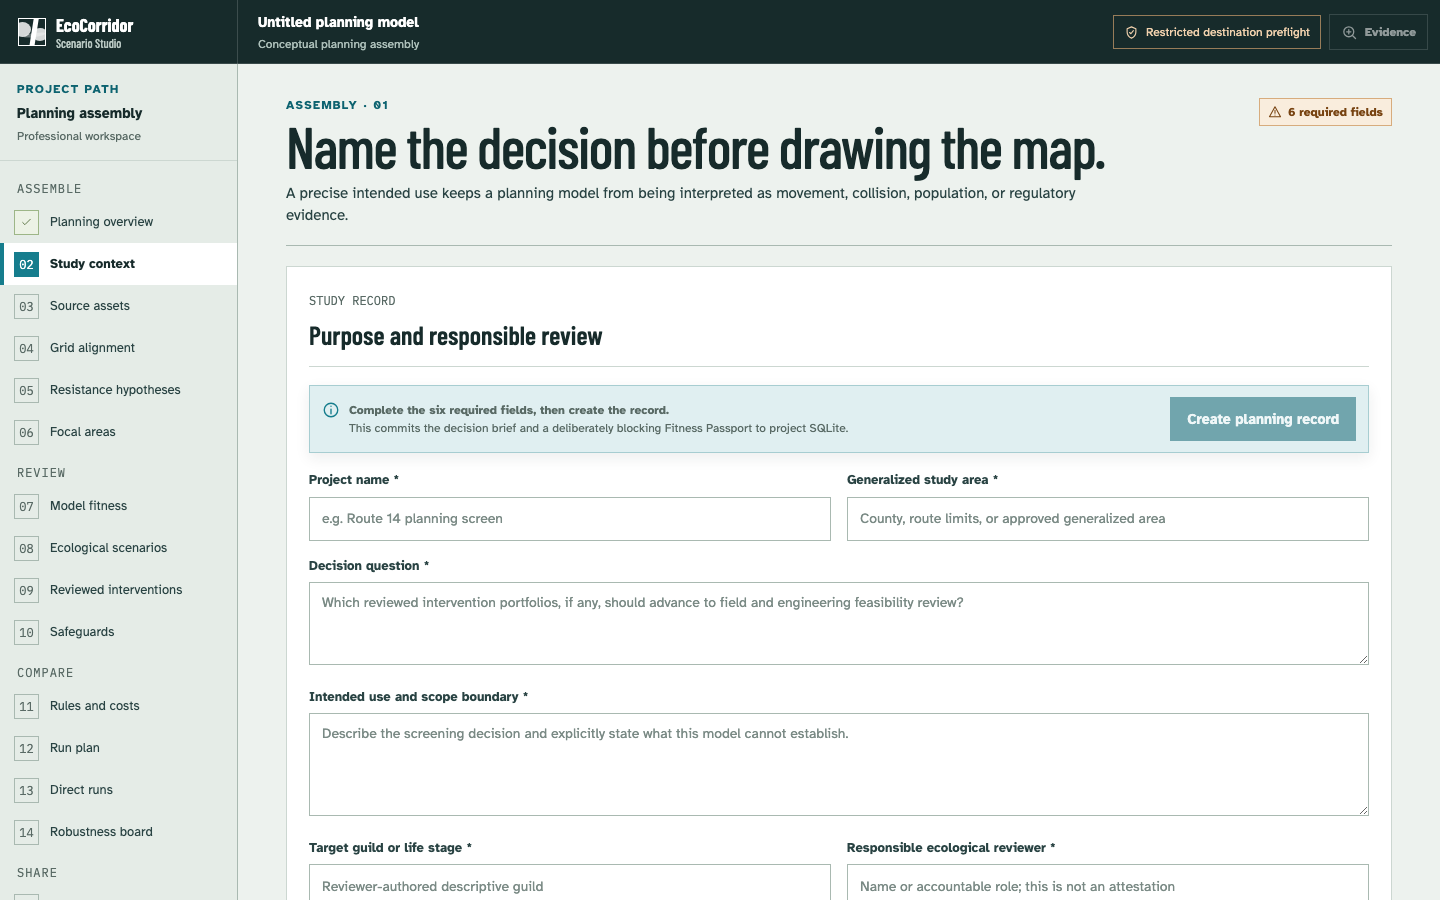 EcoCorridor
Scenario Studio
Untitled planning model
Conceptual planning assembly
Restricted destination preflight
Evidence
PROJECT PATH
Planning assembly
Professional workspace
ASSEMBLE
Planning overview
02 Study context
03 Source assets
04 Grid alignment
05 Resistance hypotheses
06 Focal areas
REVIEW
07 Model fitness
08 Ecological scenarios
09 Reviewed interventions
10 Safeguards
COMPARE
11 Rules and costs
12 Run plan
13 Direct runs
14 Robustness board
SHARE
ASSEMBLY · 01
6 required fields
Name the decision before drawing the map.
A precise intended use keeps a planning model from being interpreted as movement, collision, population, or regulatory
evidence.
STUDY RECORD
Purpose and responsible review
Complete the six required fields, then create the record.
This commits the decision brief and a deliberately blocking Fitness Passport to project SQLite.
Create planning record
Project name *
e.g. Route 14 planning screen
Generalized study area *
County, route limits, or approved generalized area
Decision question *
Which reviewed intervention portfolios, if any, should advance to field and engineering feasibility review?
Intended use and scope boundary *
Describe the screening decision and explicitly state what this model cannot establish.
Target guild or life stage *
Reviewer-authored descriptive guild
Responsible ecological reviewer *
Name or accountable role; this is not an attestation